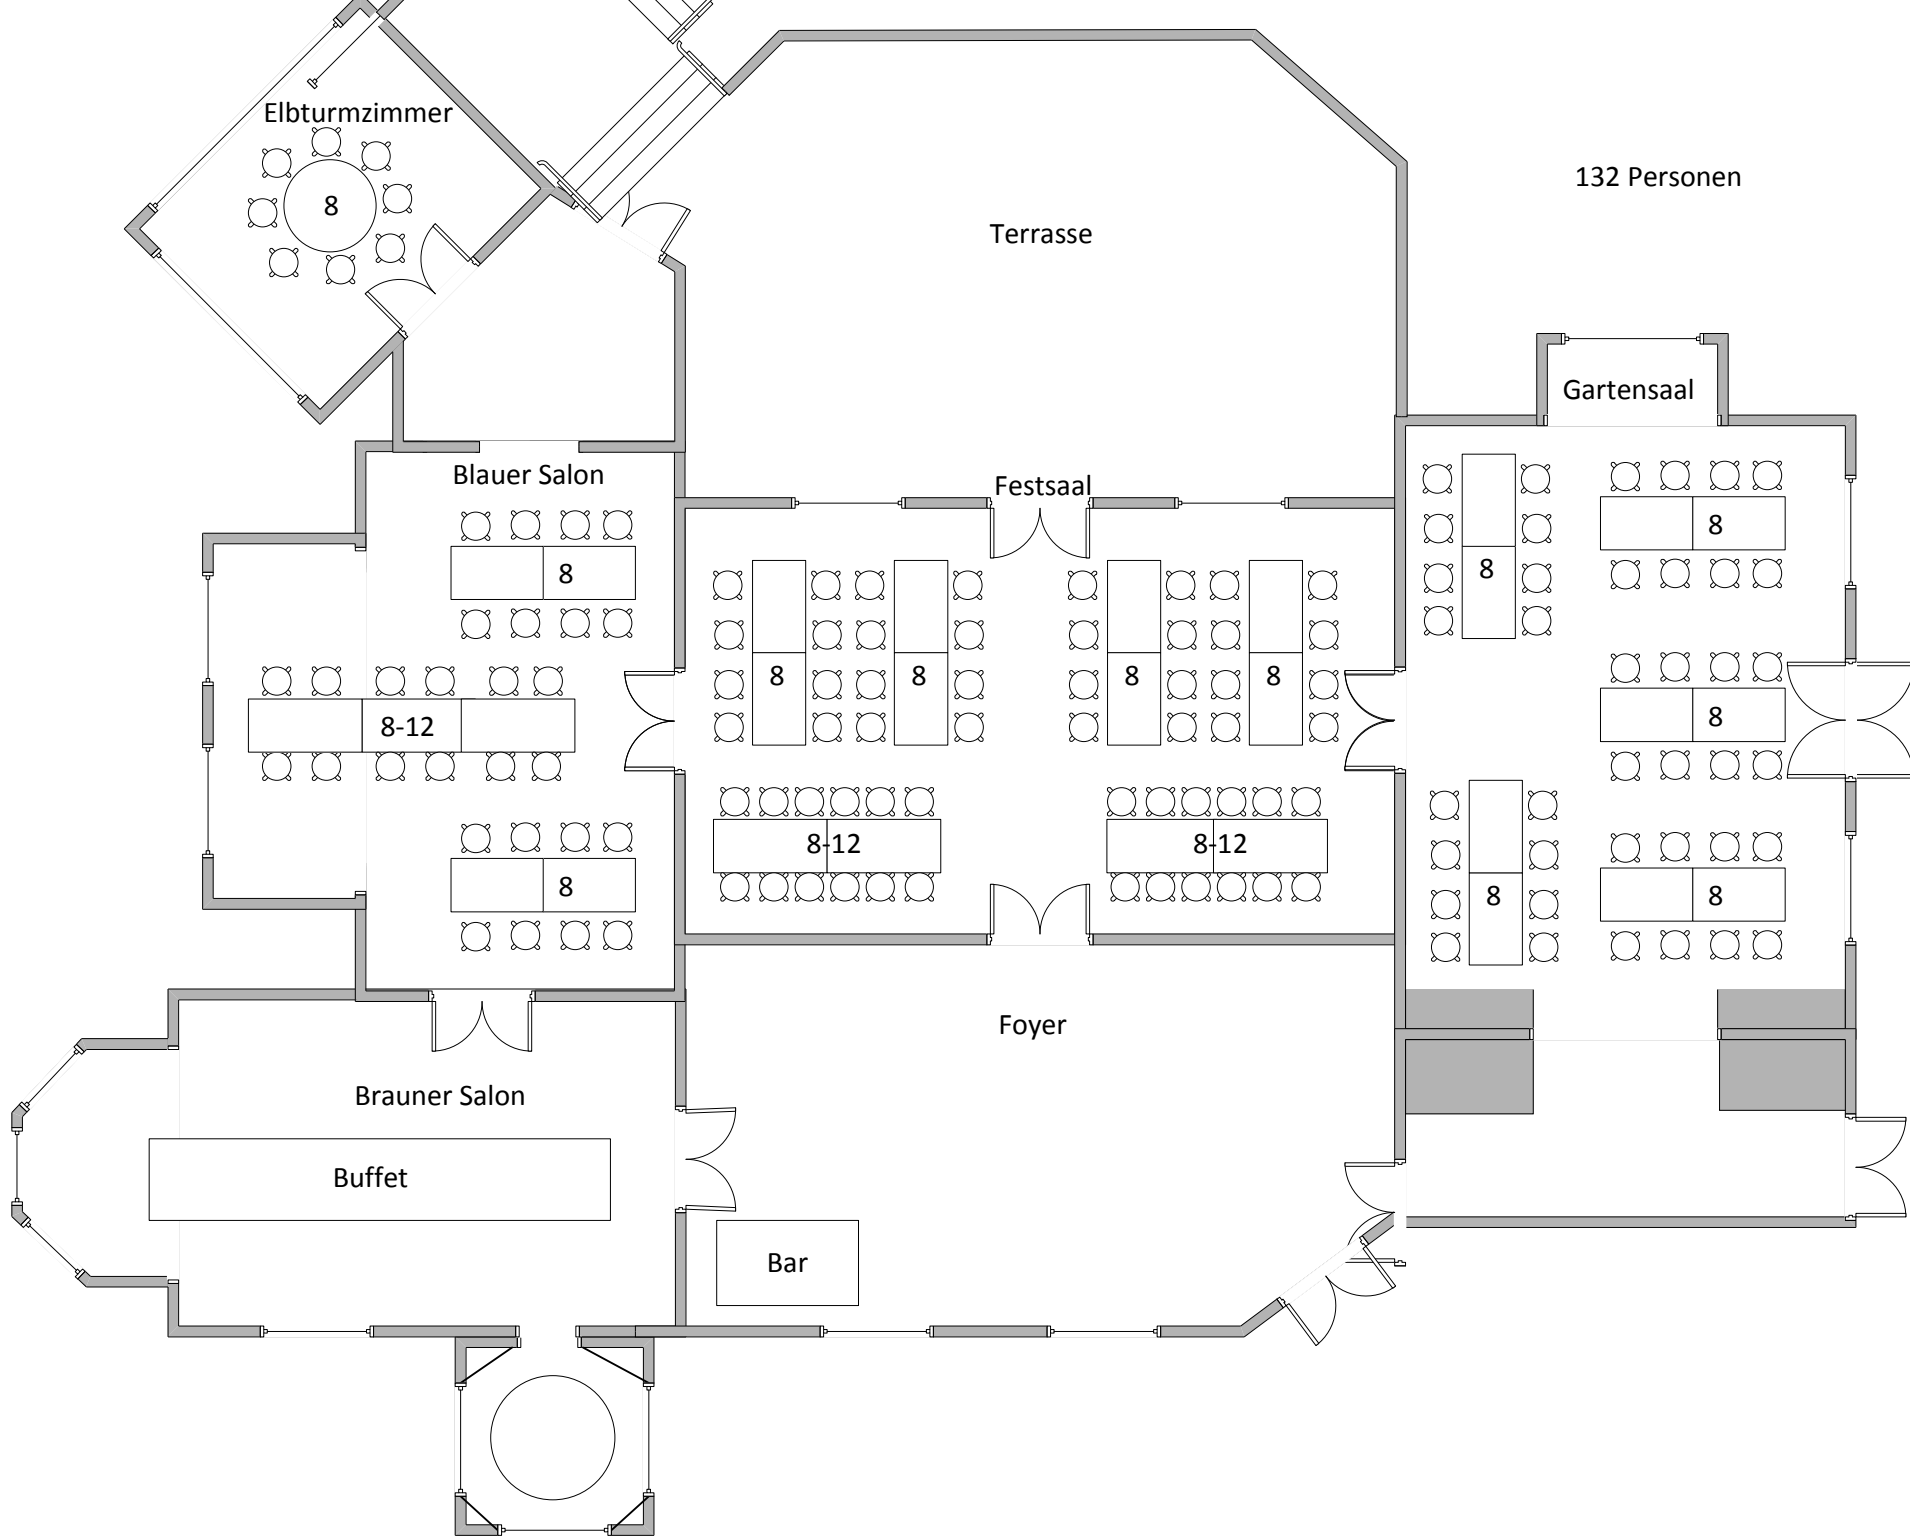 Elbturmzimmer
8
132 Personen
Terrasse
Gartensaal
Blauer Salon
Festsaal
8
8
8
8
8
8
8
8
8-12
8
8-12
8-12
8
8
8
Foyer
Brauner Salon
Buffet
Bar